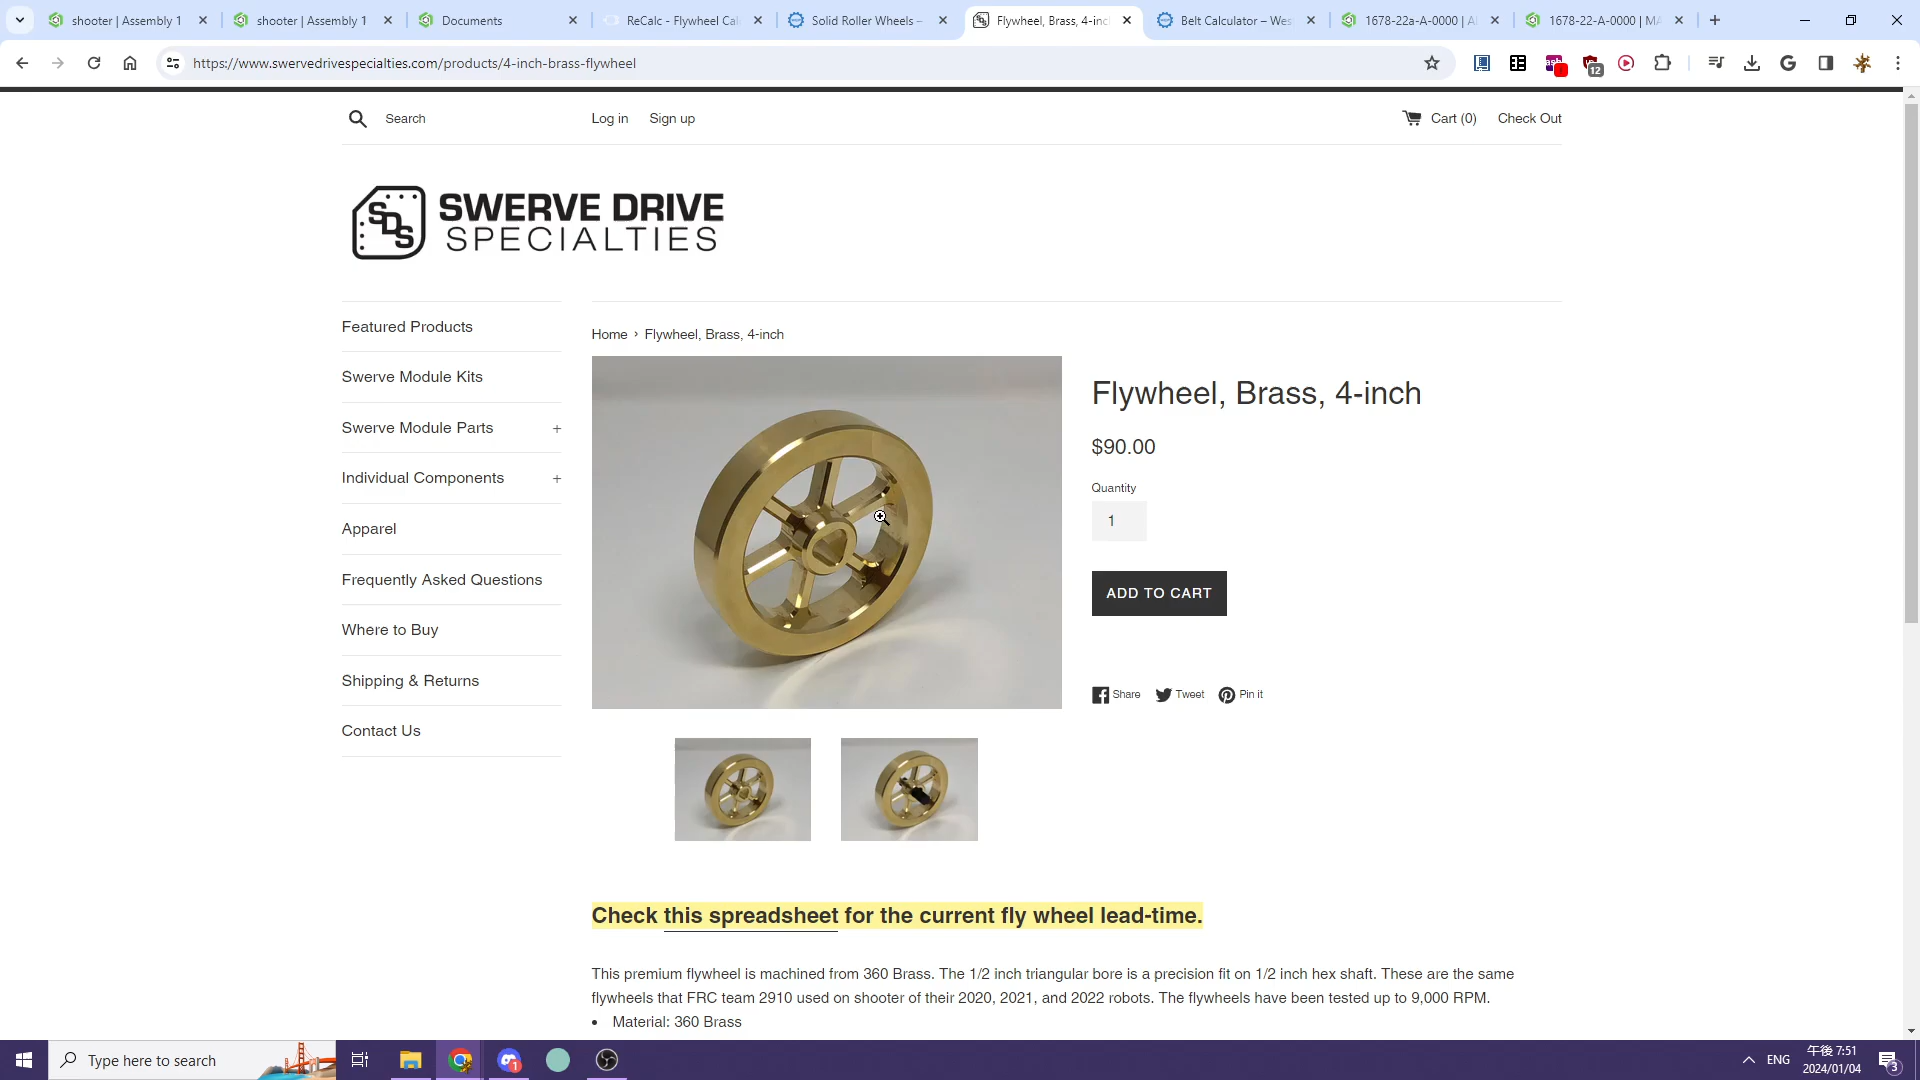 shooter | Assembly 1
shooter | Assembly 1
Documents
ReCalc - Flywheel Cal
Solid Roller Wheels –
Flywheel, Brass, 4-inc
Belt Calculator – Wes
1678-22a-A-0000 | A
1678-22-A-0000 | MA
https://www.swervedrivespecialties.com/products/4-inch-brass-flywheel
12
Search
Log in
Sign up
Cart (0)
Check Out
SDS
SWERVE DRIVE
SPECIALTIES
Featured Products
Swerve Module Kits
Swerve Module Parts +
Individual Components +
Apparel
Frequently Asked Questions
Where to Buy
Shipping & Returns
Contact Us
Home › Flywheel, Brass, 4-inch
Flywheel, Brass, 4-inch
$90.00
Quantity
1
ADD TO CART
Share
Tweet
Pin it
Check this spreadsheet for the current fly wheel lead-time.
This premium flywheel is machined from 360 Brass. The 1/2 inch triangular bore is a precision fit on 1/2 inch hex shaft. These are the same
flywheels that FRC team 2910 used on shooter of their 2020, 2021, and 2022 robots. The flywheels have been tested up to 9,000 RPM.
• Material: 360 Brass
Type here to search
1
ENG
午後 7:51
2024/01/04
3